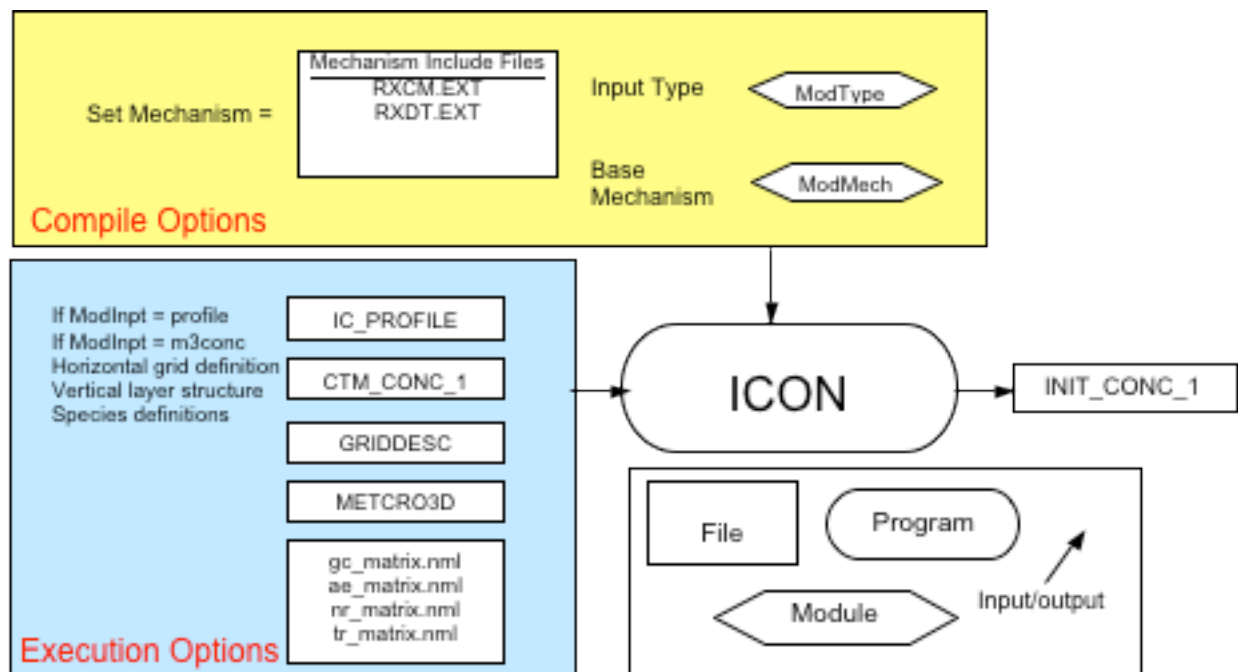 Mechanism Include Files
RXCM.EXT
RXDT.EXT
Set Mechanism =
Input Type
ModType
Base
Mechanism
ModMech
Compile Options
If ModInpt = profile
If ModInpt = m3conc
Horizontal grid definition
Vertical layer structure
Species definitions
IC_PROFILE
CTM_CONC_1
GRIDDESC
METCRO3D
gc_matrix.nml
ae_matrix.nml
nr_matrix.nml
tr_matrix.nml
Execution Options
ICON
INIT_CONC_1
File
Program
Module
Input/output